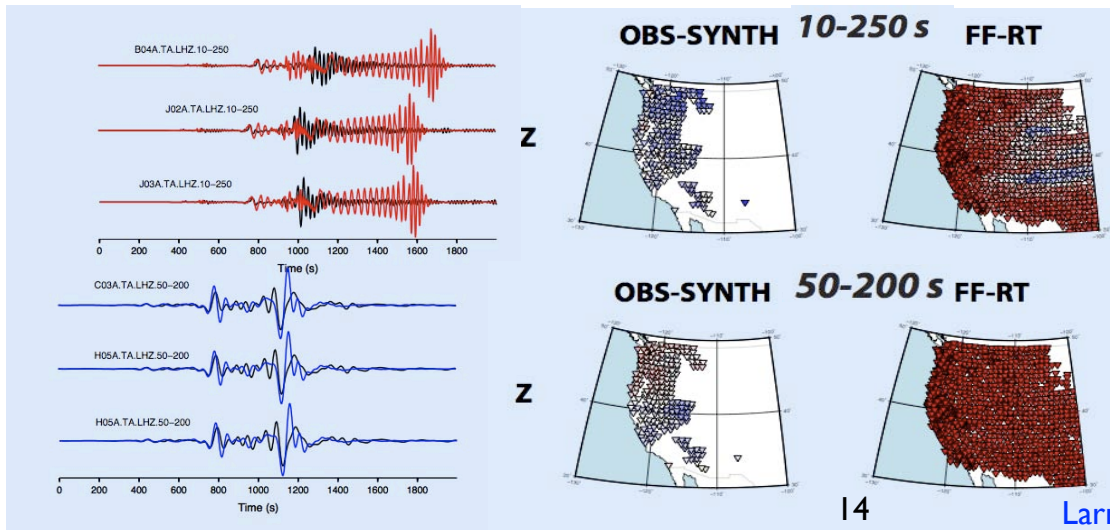 B04A.TA.LHZ.10−250
J02A.TA.LHZ.10−250
J03A.TA.LHZ.10−250
0 200 400 600 800 1000 1200 1400 1600 1800
Time (s)
C03A.TA.LHZ.50−200
H05A.TA.LHZ.50−200
H05A.TA.LHZ.50−200
0 200 400 600 800 1000 1200 1400 1600 1800
Time (s)
OBS-SYNTH 10-250 s FF-RT
Z
OBS-SYNTH 50-200 s FF-RT
Z
14
Larr